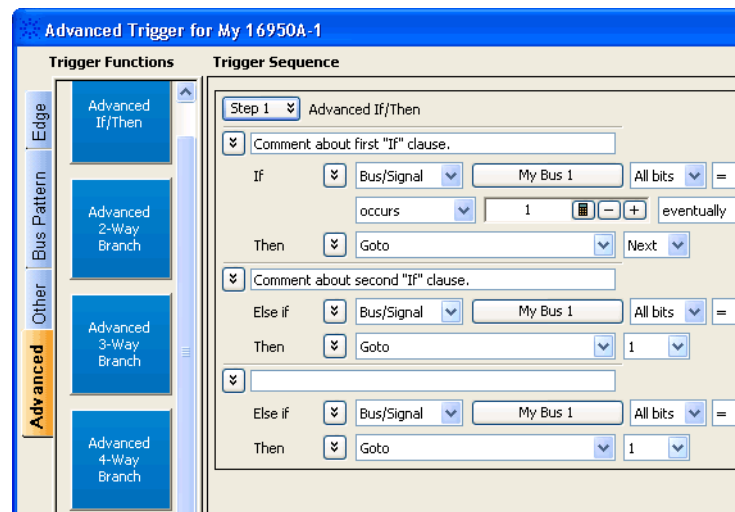 Advanced Trigger for My 16950A-1
Trigger Functions
Trigger Sequence
Edge
Bus Pattern
Other
Advanced
Advanced
If/Then
Advanced
2-Way
Branch
Advanced
3-Way
Branch
Advanced
4-Way
Branch
Step 1 Advanced If/Then
Comment about first "If" clause.
If Bus/Signal My Bus 1 All bits =
occurs 1 − + eventually
Then Goto Next
Comment about second "If" clause.
Else if Bus/Signal My Bus 1 All bits =
Then Goto 1
Else if Bus/Signal My Bus 1 All bits =
Then Goto 1